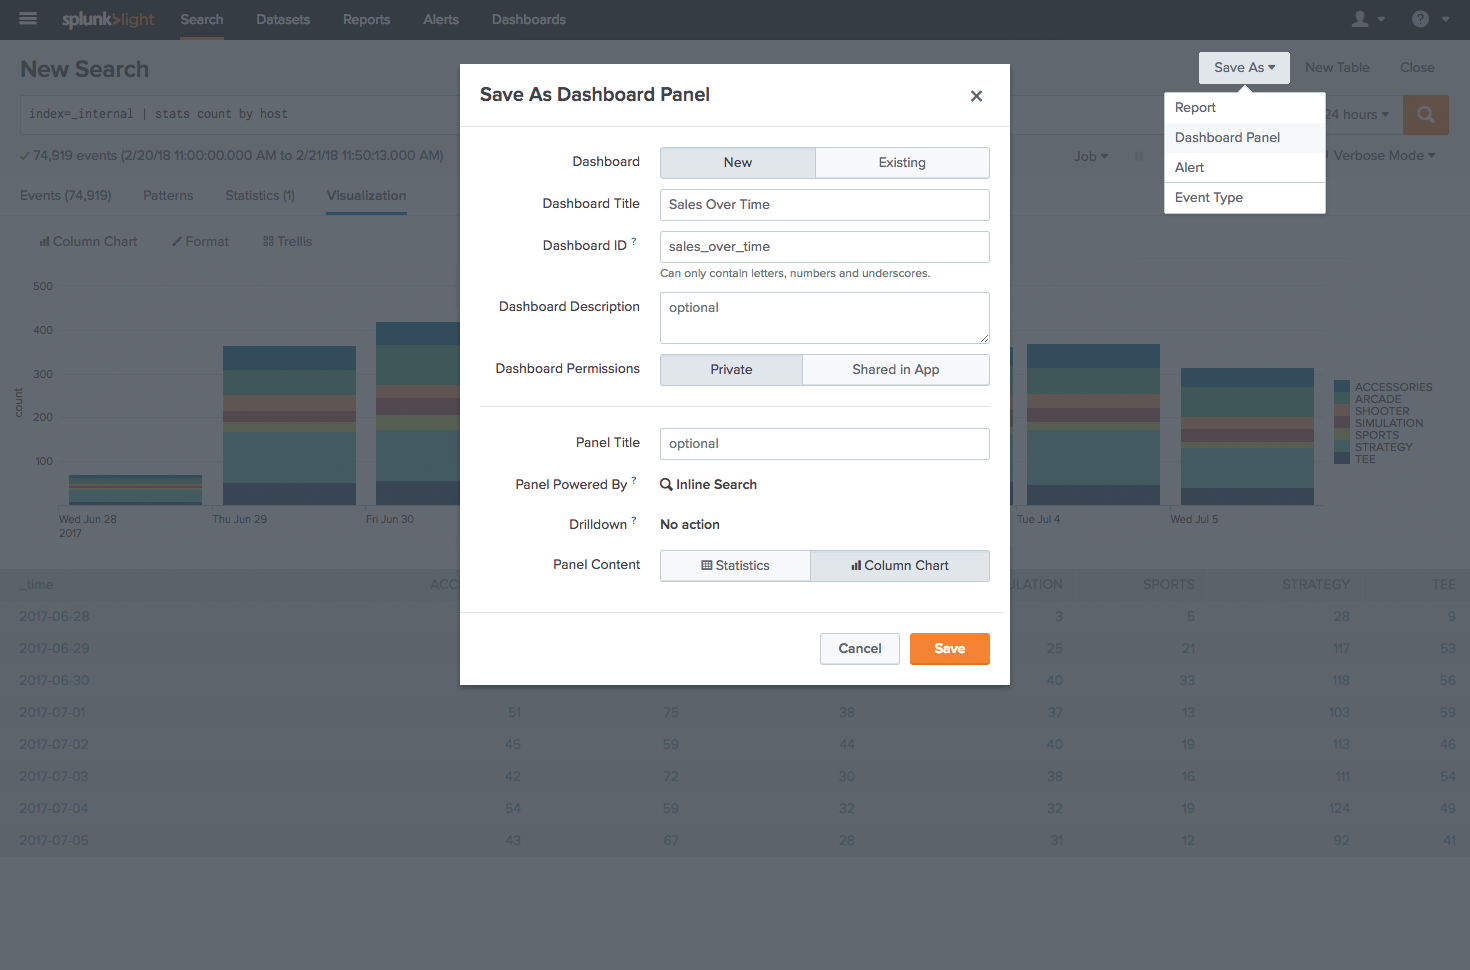 splunk>light Search Datasets Reports Alerts Dashboards ?
New Search
Save As New Table Close
index=_internal | stats count by host
24 hours
74,919 events (2/20/18 11:00:00.000 AM to 2/21/18 11:50:13.000 AM)
Job
Verbose Mode
Report
Dashboard Panel
Alert
Event Type
Events (74,919) Patterns Statistics (1) Visualization
Column Chart Format Trellis
Save As Dashboard Panel
Dashboard New Existing
Dashboard Title Sales Over Time
Dashboard ID ? sales_over_time
Can only contain letters, numbers and underscores.
Dashboard Description optional
Dashboard Permissions Private Shared in App
Panel Title optional
Panel Powered By ? Inline Search
Drilldown ? No action
Panel Content Statistics Column Chart
Cancel Save
count
500
400
300
200
100
Wed Jun 28
2017
Thu Jun 29
Fri Jun 30
Tue Jul 4
Wed Jul 5
ACCESSORIES
ARCADE
SHOOTER
SIMULATION
SPORTS
STRATEGY
TEE
_time SPORTS STRATEGY TEE
2017-06-28 3 5 28 9
2017-06-29 25 21 117 53
2017-06-30 40 33 118 56
2017-07-01 51 75 38 37 13 103 59
2017-07-02 45 59 44 40 19 113 46
2017-07-03 42 72 30 38 16 111 54
2017-07-04 54 59 32 32 19 124 49
2017-07-05 43 67 28 31 12 92 41